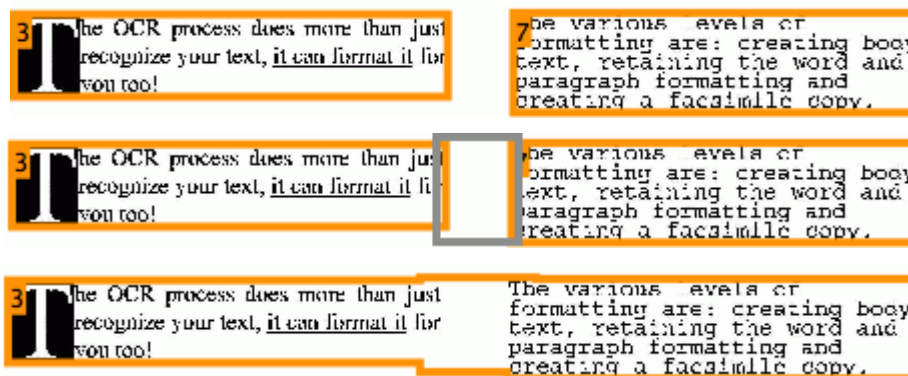 3
The OCR process does more than just
recognize your text, it can format it for
you too!
7
The various levels of
formatting are: creating body
text, retaining the word and
paragraph formatting and
creating a facsimile copy.
3
The OCR process does more than just
recognize your text, it can format it for
you too!
The various levels of
formatting are: creating body
text, retaining the word and
paragraph formatting and
creating a facsimile copy.
3
The OCR process does more than just
recognize your text, it can format it for
you too!
The various levels of
formatting are: creating body
text, retaining the word and
paragraph formatting and
creating a facsimile copy.